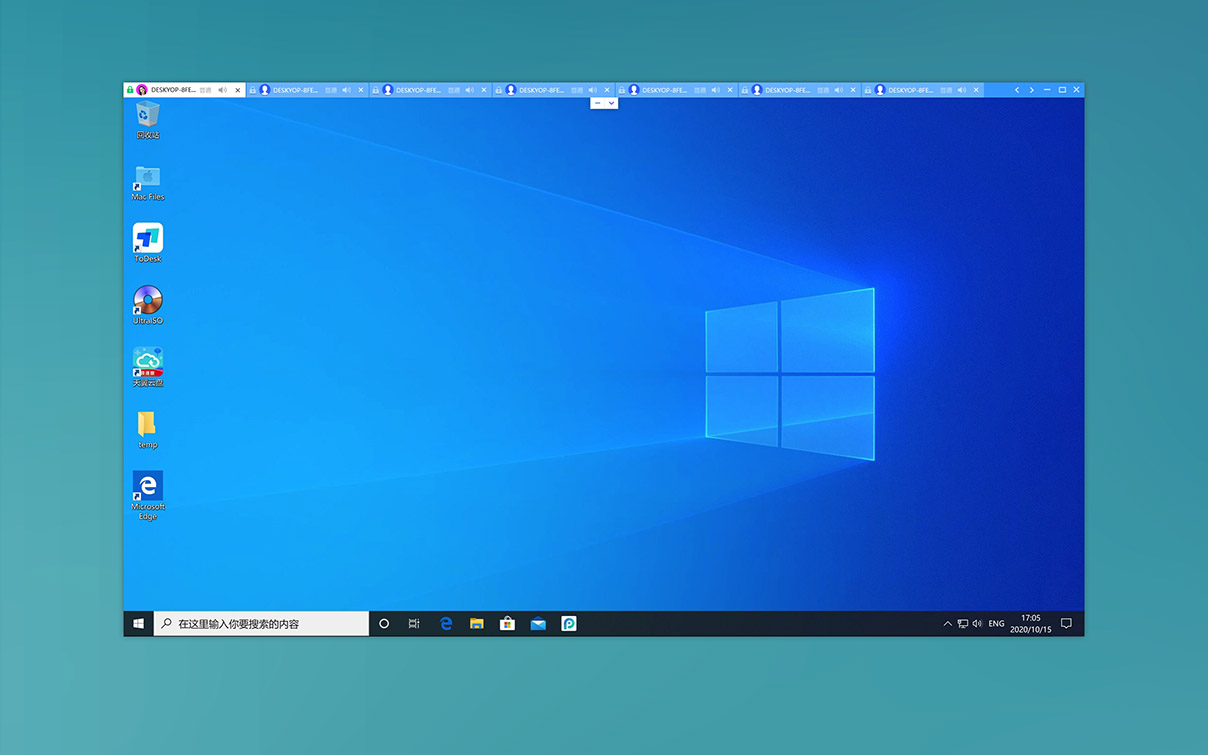 DESKYOP-8FE... 普通
DESKYOP-8FE... 普通
DESKYOP-8FE... 普通
DESKYOP-8FE... 普通
DESKYOP-8FE... 普通
DESKYOP-8FE... 普通
DESKYOP-8FE... 普通
回收站
Mac Files
ToDesk
UltraISO
天翼云盘
temp
Microsoft
Edge
在这里输入你要搜索的内容
ENG
17:05
2020/10/15